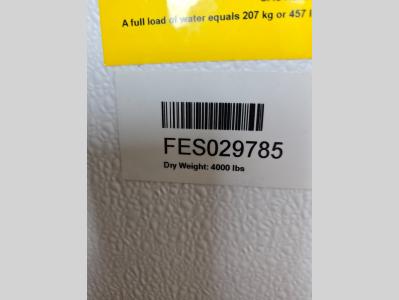 A full load of water equals 207 kg or 457
FES029785
Dry Weight: 4000 lbs